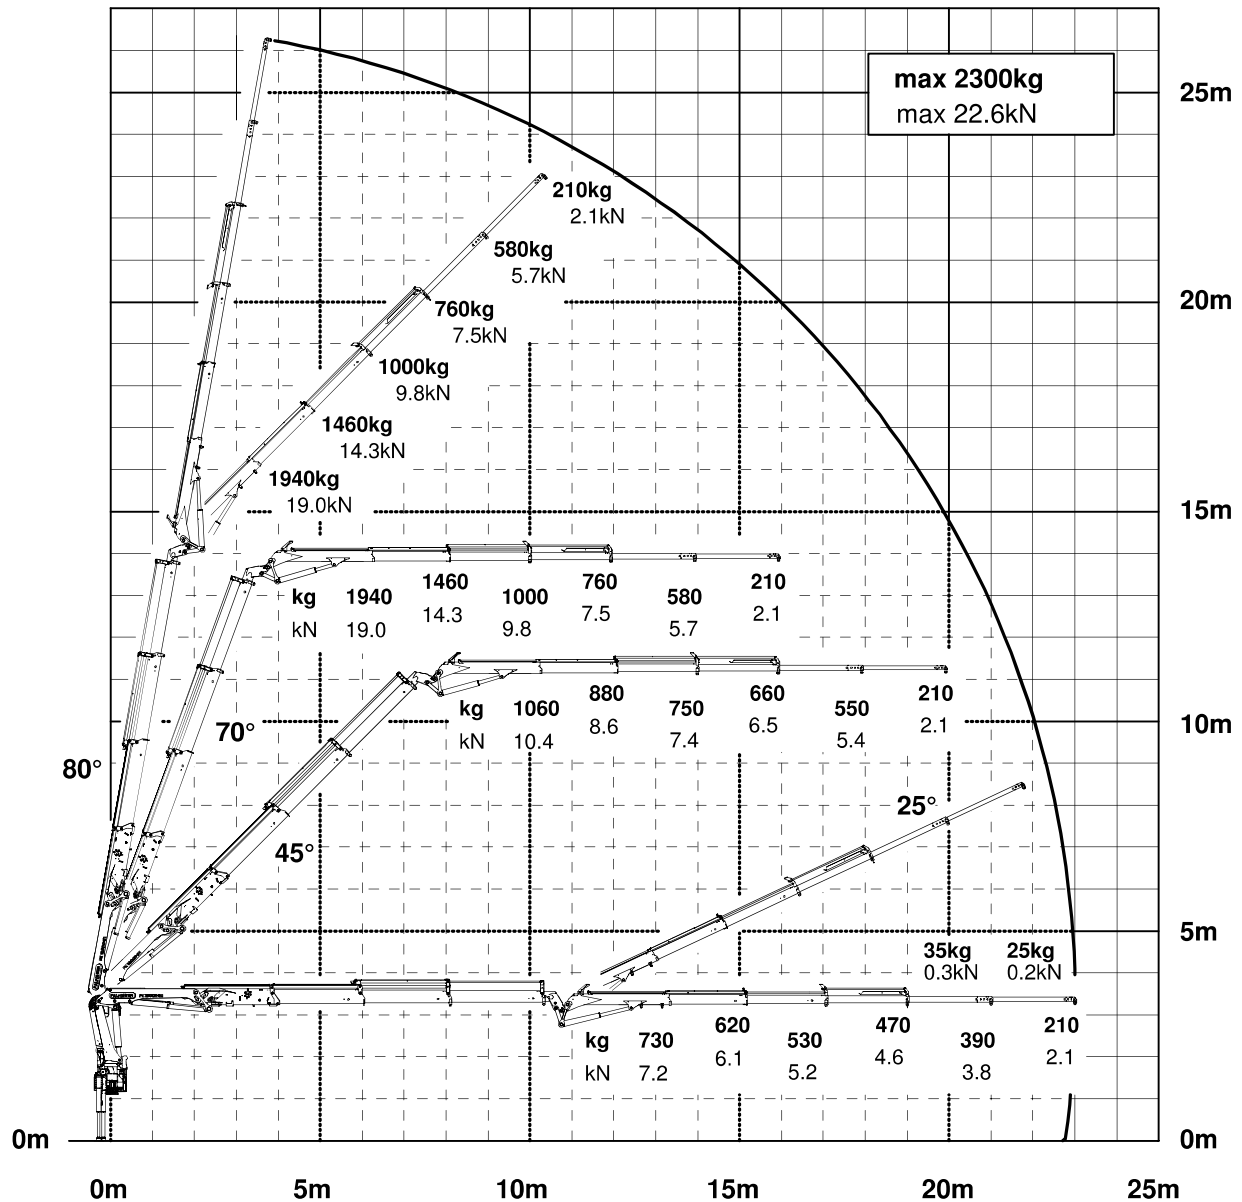 max 2300kg
max 22.6kN
25m
210kg
2.1kN
580kg
5.7kN
20m
760kg
7.5kN
1000kg
9.8kN
1460kg
14.3kN
1940kg
19.0kN
15m
kg 1940 1460 1000 760 580 210
kN 19.0 14.3 9.8 7.5 5.7 2.1
kg 1060 880 750 660 550 210
kN 10.4 8.6 7.4 6.5 5.4 2.1
10m
70°
80°
25°
45°
5m
35kg 25kg
0.3kN 0.2kN
kg 730 620 530 470 390 210
kN 7.2 6.1 5.2 4.6 3.8 2.1
0m 0m
0m 5m 10m 15m 20m 25m